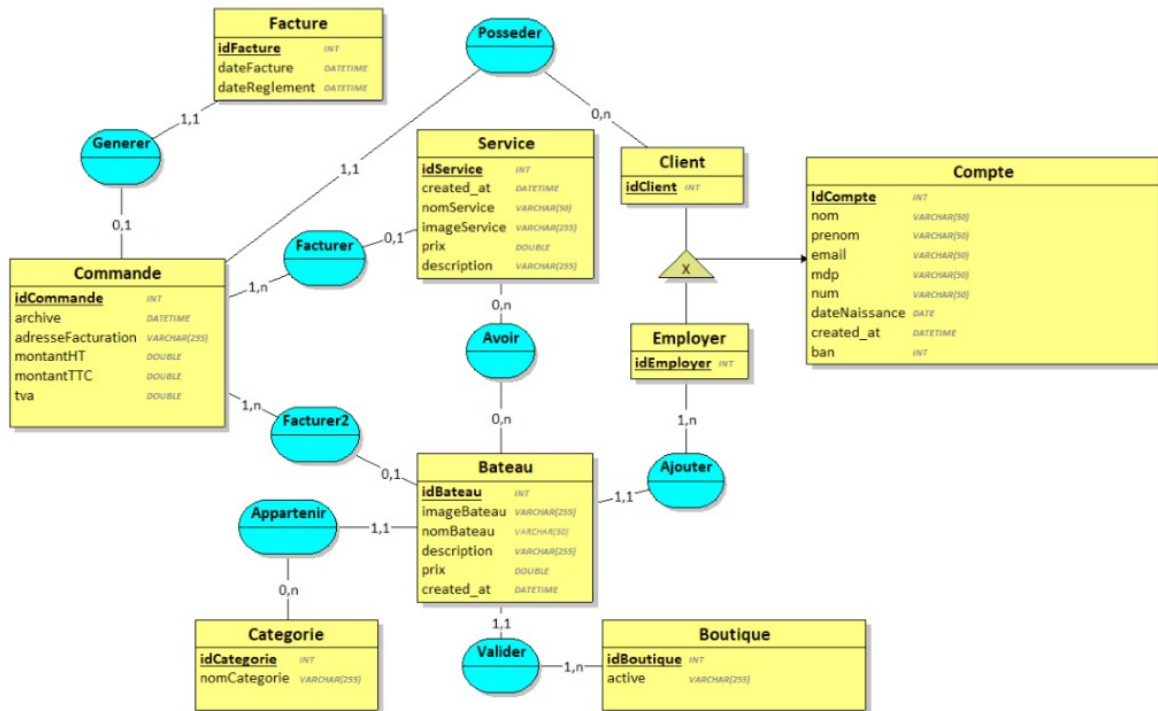 Facture
idFacture INT
dateFacture DATETIME
dateReglement DATETIME
Posseder
1,1
0,n
Generer
0,1
1,1
Service
idService INT
created_at DATETIME
nomService VARCHAR(50)
imageService VARCHAR(255)
prix DOUBLE
description VARCHAR(255)
Client
idClient INT
Compte
IdCompte INT
nom VARCHAR(50)
prenom VARCHAR(50)
email VARCHAR(50)
mdp VARCHAR(50)
num VARCHAR(50)
dateNaissance DATE
created_at DATETIME
ban INT
X
Facturer
0,1
1,n
Commande
idCommande INT
archive DATETIME
adresseFacturation VARCHAR(255)
montantHT DOUBLE
montantTTC DOUBLE
tva DOUBLE
0,n
Avoir
0,n
Employer
idEmployer INT
1,n
Ajouter
1,1
1,n
Facturer2
0,1
Bateau
idBateau INT
imageBateau VARCHAR(255)
nomBateau VARCHAR(50)
description VARCHAR(255)
prix DOUBLE
created_at DATETIME
Appartenir
1,1
0,n
Categorie
idCategorie INT
nomCategorie VARCHAR(255)
1,1
Valider
1,n
Boutique
idBoutique INT
active VARCHAR(255)